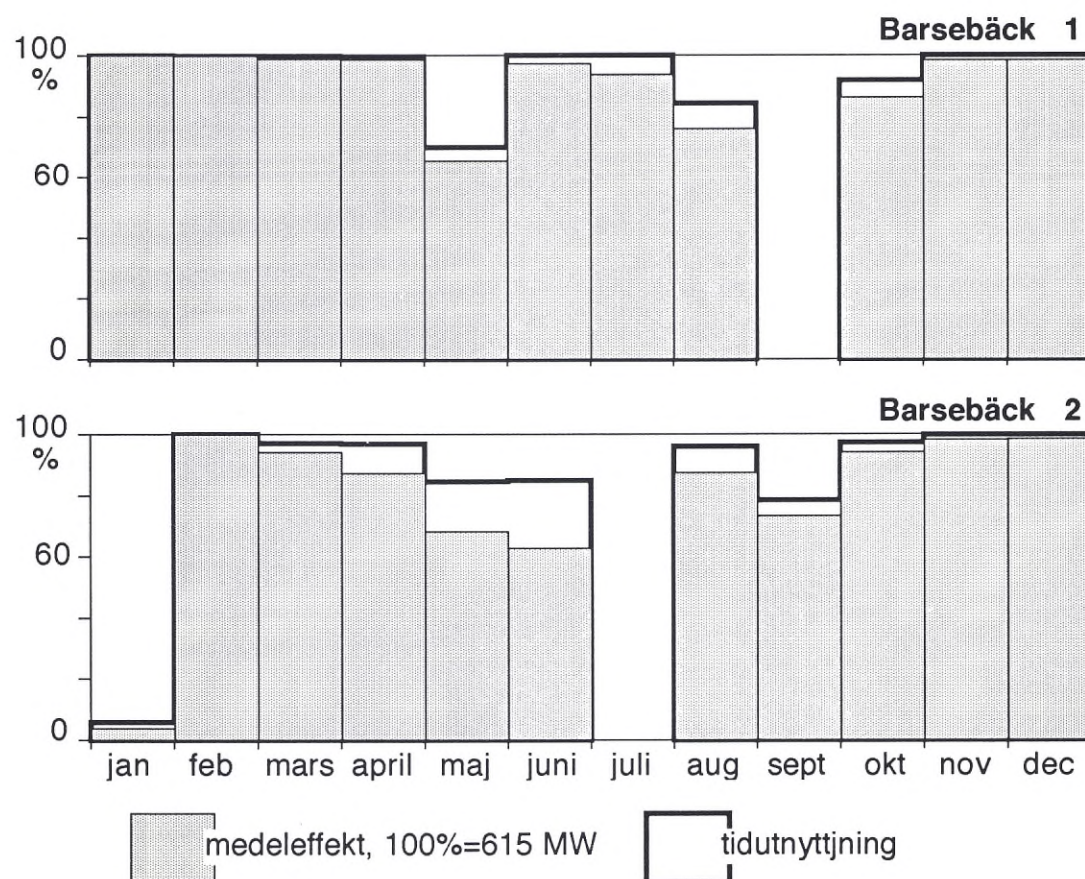 Barsebäck 1
100
%
60
0
Barsebäck 2
100
%
60
0
jan feb mars april maj juni juli aug sept okt nov dec
medeleffekt, 100%=615 MW tidutnyttjning